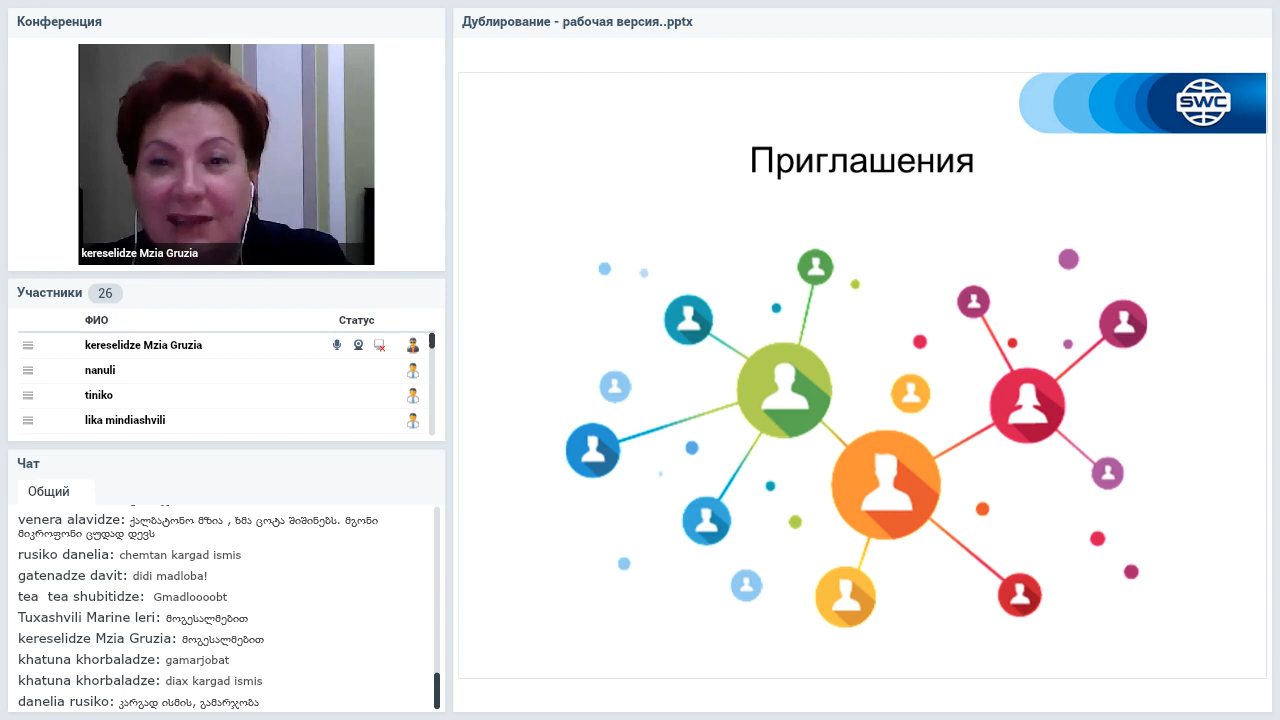 Конференция
kereselidze Mzia Gruzia
Участники 26
ФИО Статус
kereselidze Mzia Gruzia
nanuli
tiniko
lika mindiashvili
Чат
Общий
venera alavidze: ქალბატონო მზია , ხმა ცოტა შიშინებს. მგონი
მიკროფონი ცუდად დევს
rusiko danelia: chemtan kargad ismis
gatenadze davit: didi madloba!
tea tea shubitidze: Gmadloooobt
Tuxashvili Marine leri: მოგესალმებით
kereselidze Mzia Gruzia: მოგესალმებით
khatuna khorbaladze: gamarjobat
khatuna khorbaladze: diax kargad ismis
danelia rusiko: კარგად ისმის, გამარჯობა
Дублирование - рабочая версия..pptx
SWC
Приглашения